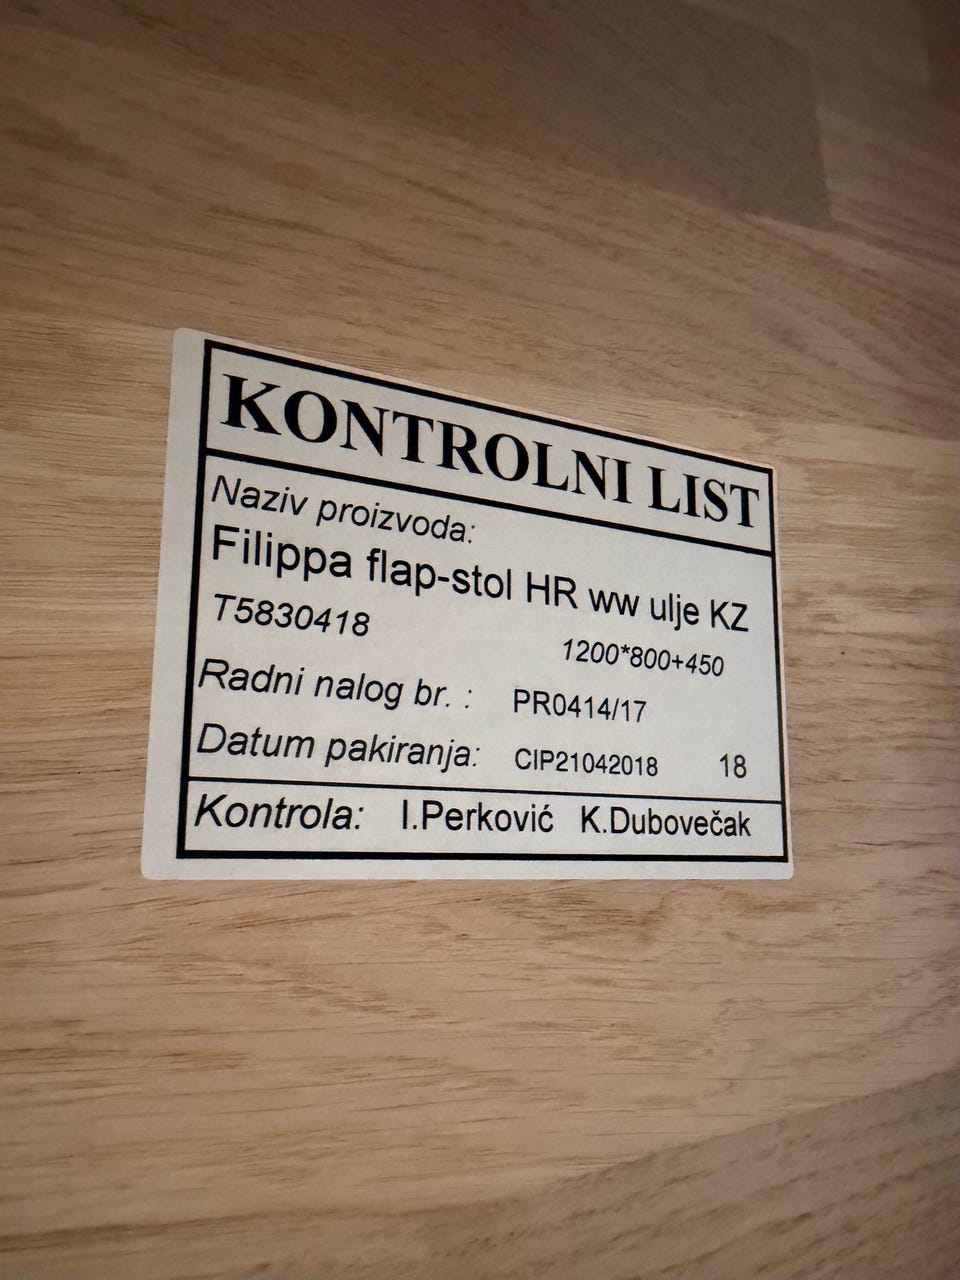 KONTROLNI LIST
Naziv proizvoda:
Filippa flap-stol HR ww ulje KZ
T5830418 1200*800+450
Radni nalog br. : PR0414/17
Datum pakiranja: CIP21042018 18
Kontrola: I.Perković K.Dubovečak